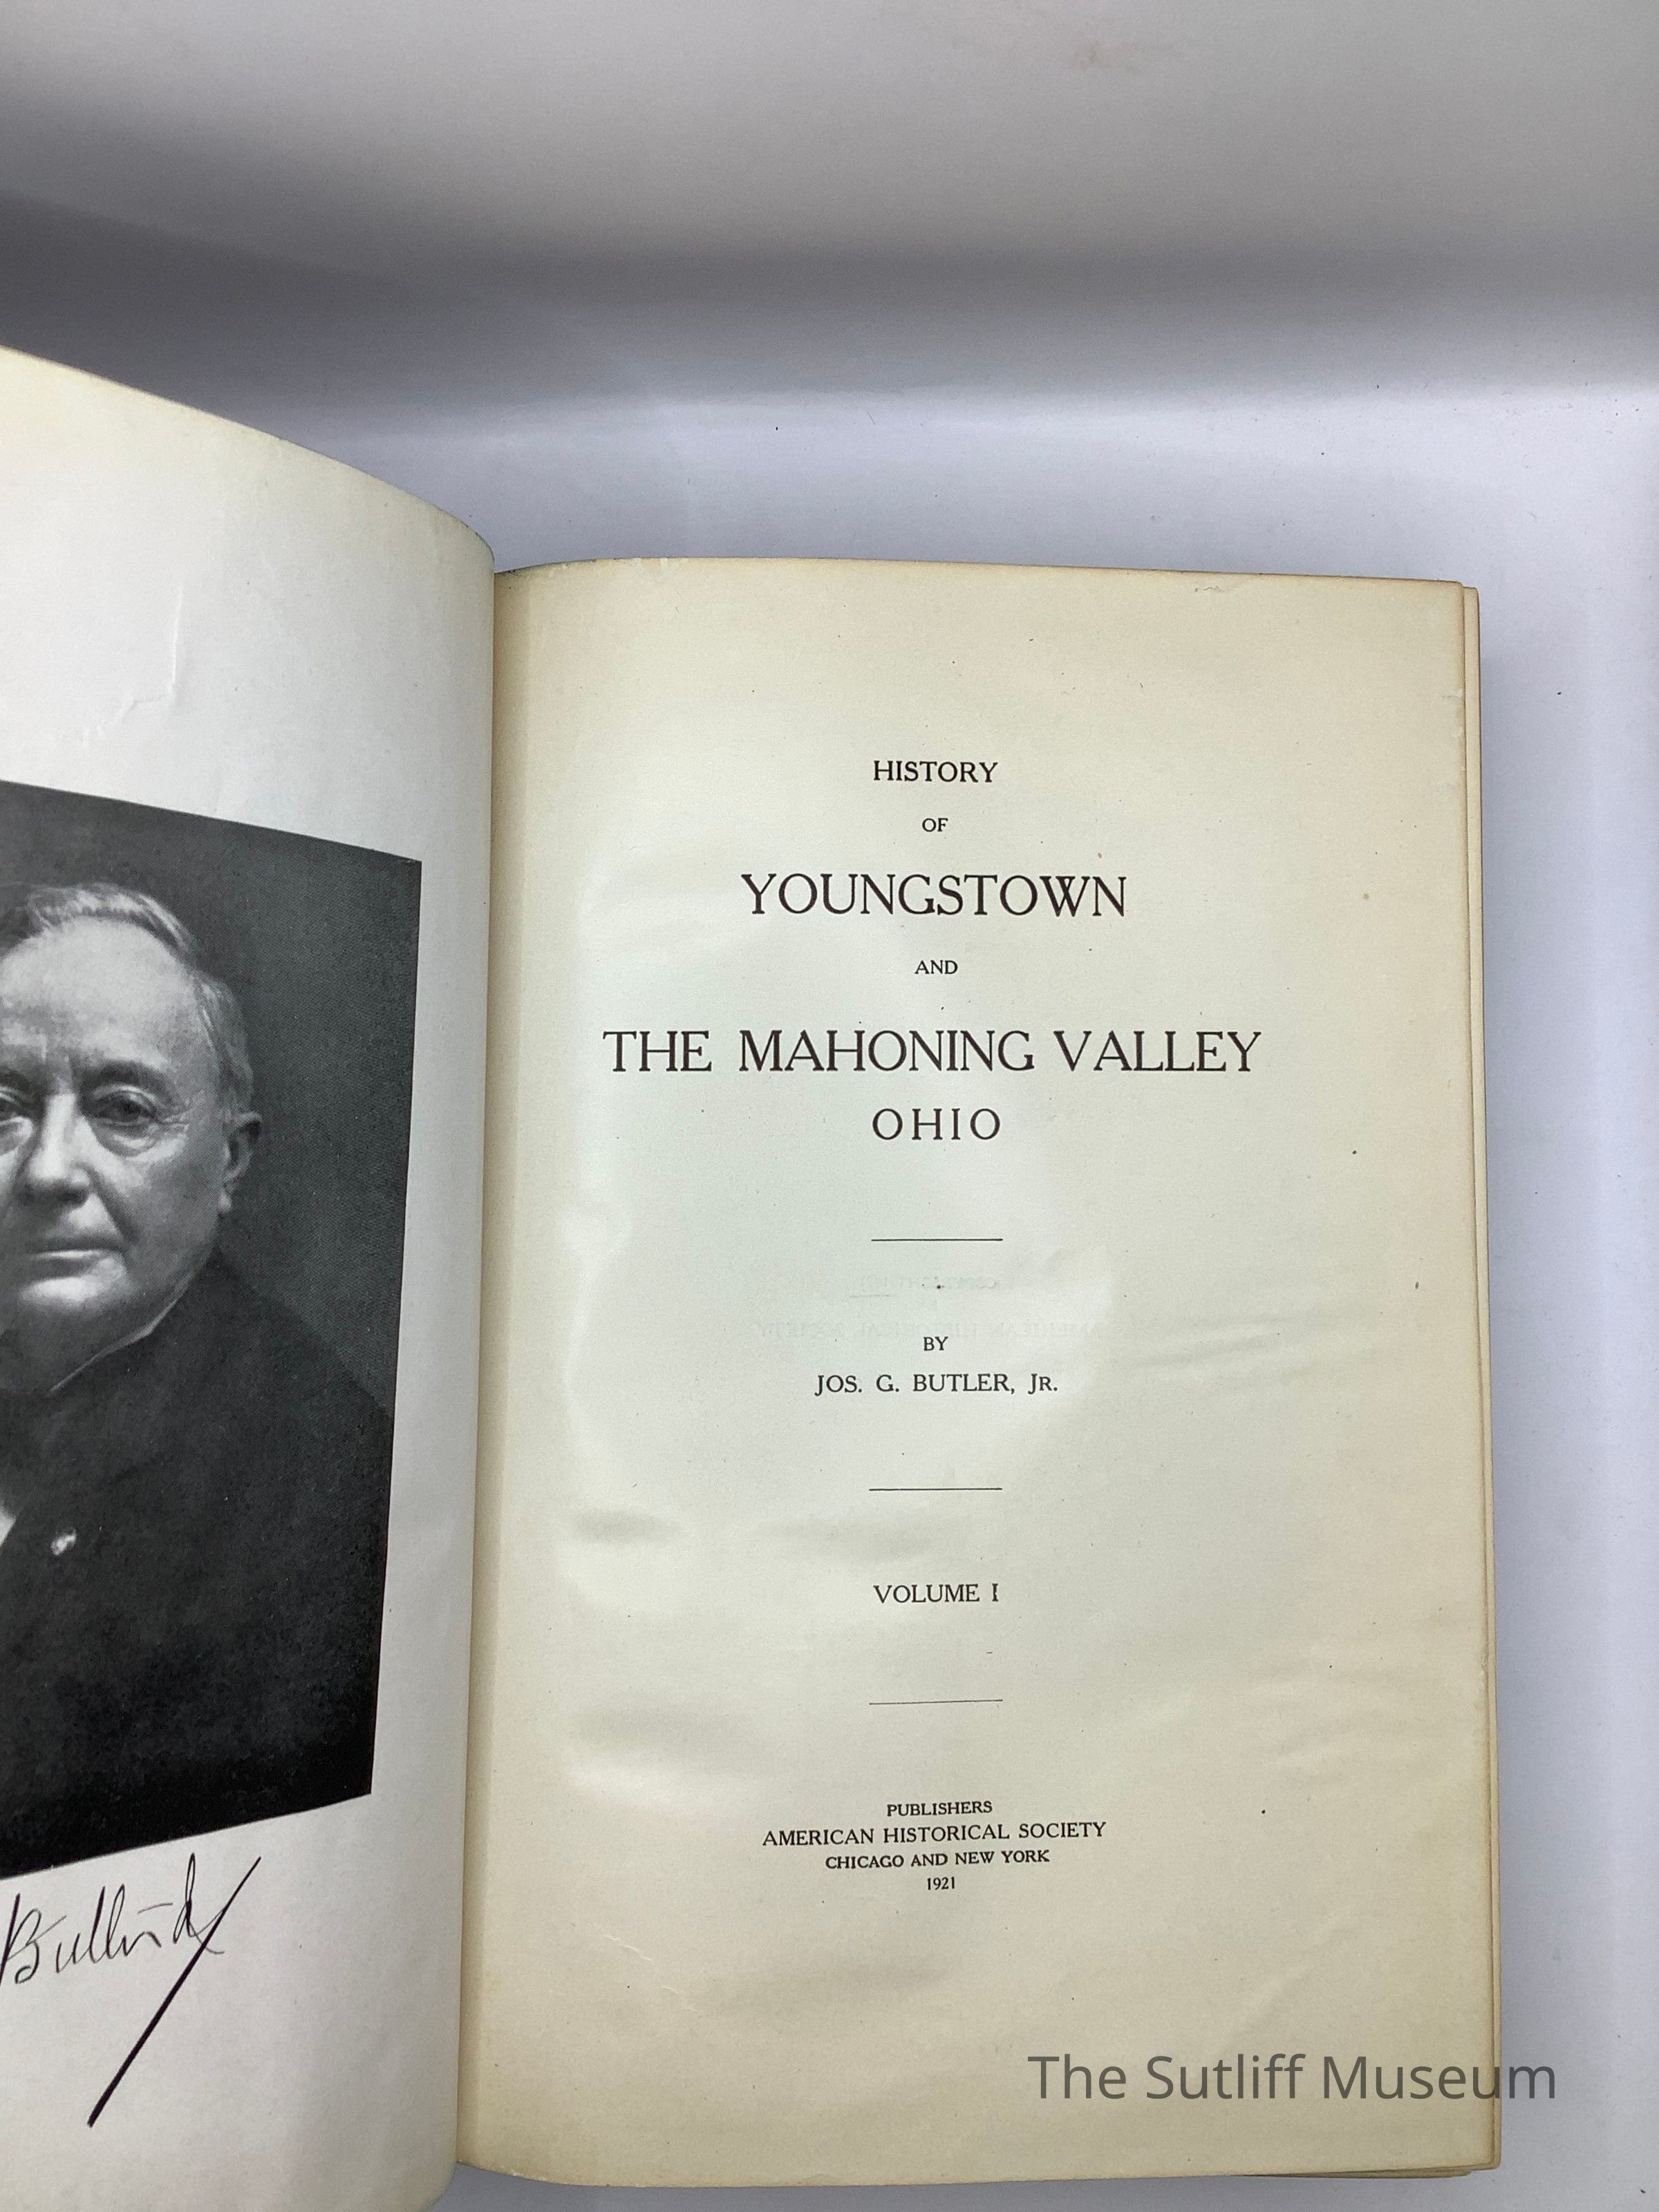 HISTORY
OF
YOUNGSTOWN
AND
THE MAHONING VALLEY
OHIO
BY
JOS. G. BUTLER, JR.
VOLUME I
PUBLISHERS
AMERICAN HISTORICAL SOCIETY
CHICAGO AND NEW YORK
1921
The Sutliff Museum